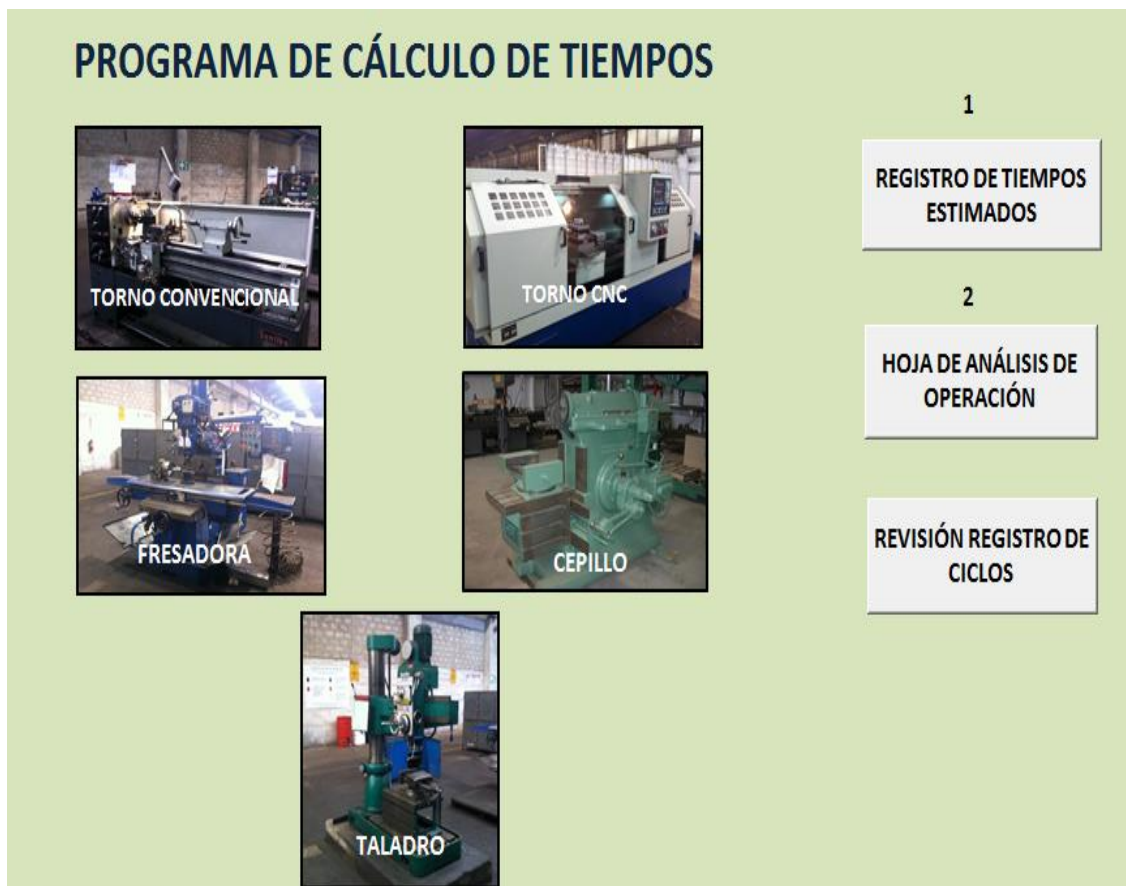 PROGRAMA DE CÁLCULO DE TIEMPOS
TORNO CONVENCIONAL
TORNO CNC
FRESADORA
CEPILLO
TALADRO
1
REGISTRO DE TIEMPOS
ESTIMADOS
2
HOJA DE ANÁLISIS DE
OPERACIÓN
REVISIÓN REGISTRO DE
CICLOS